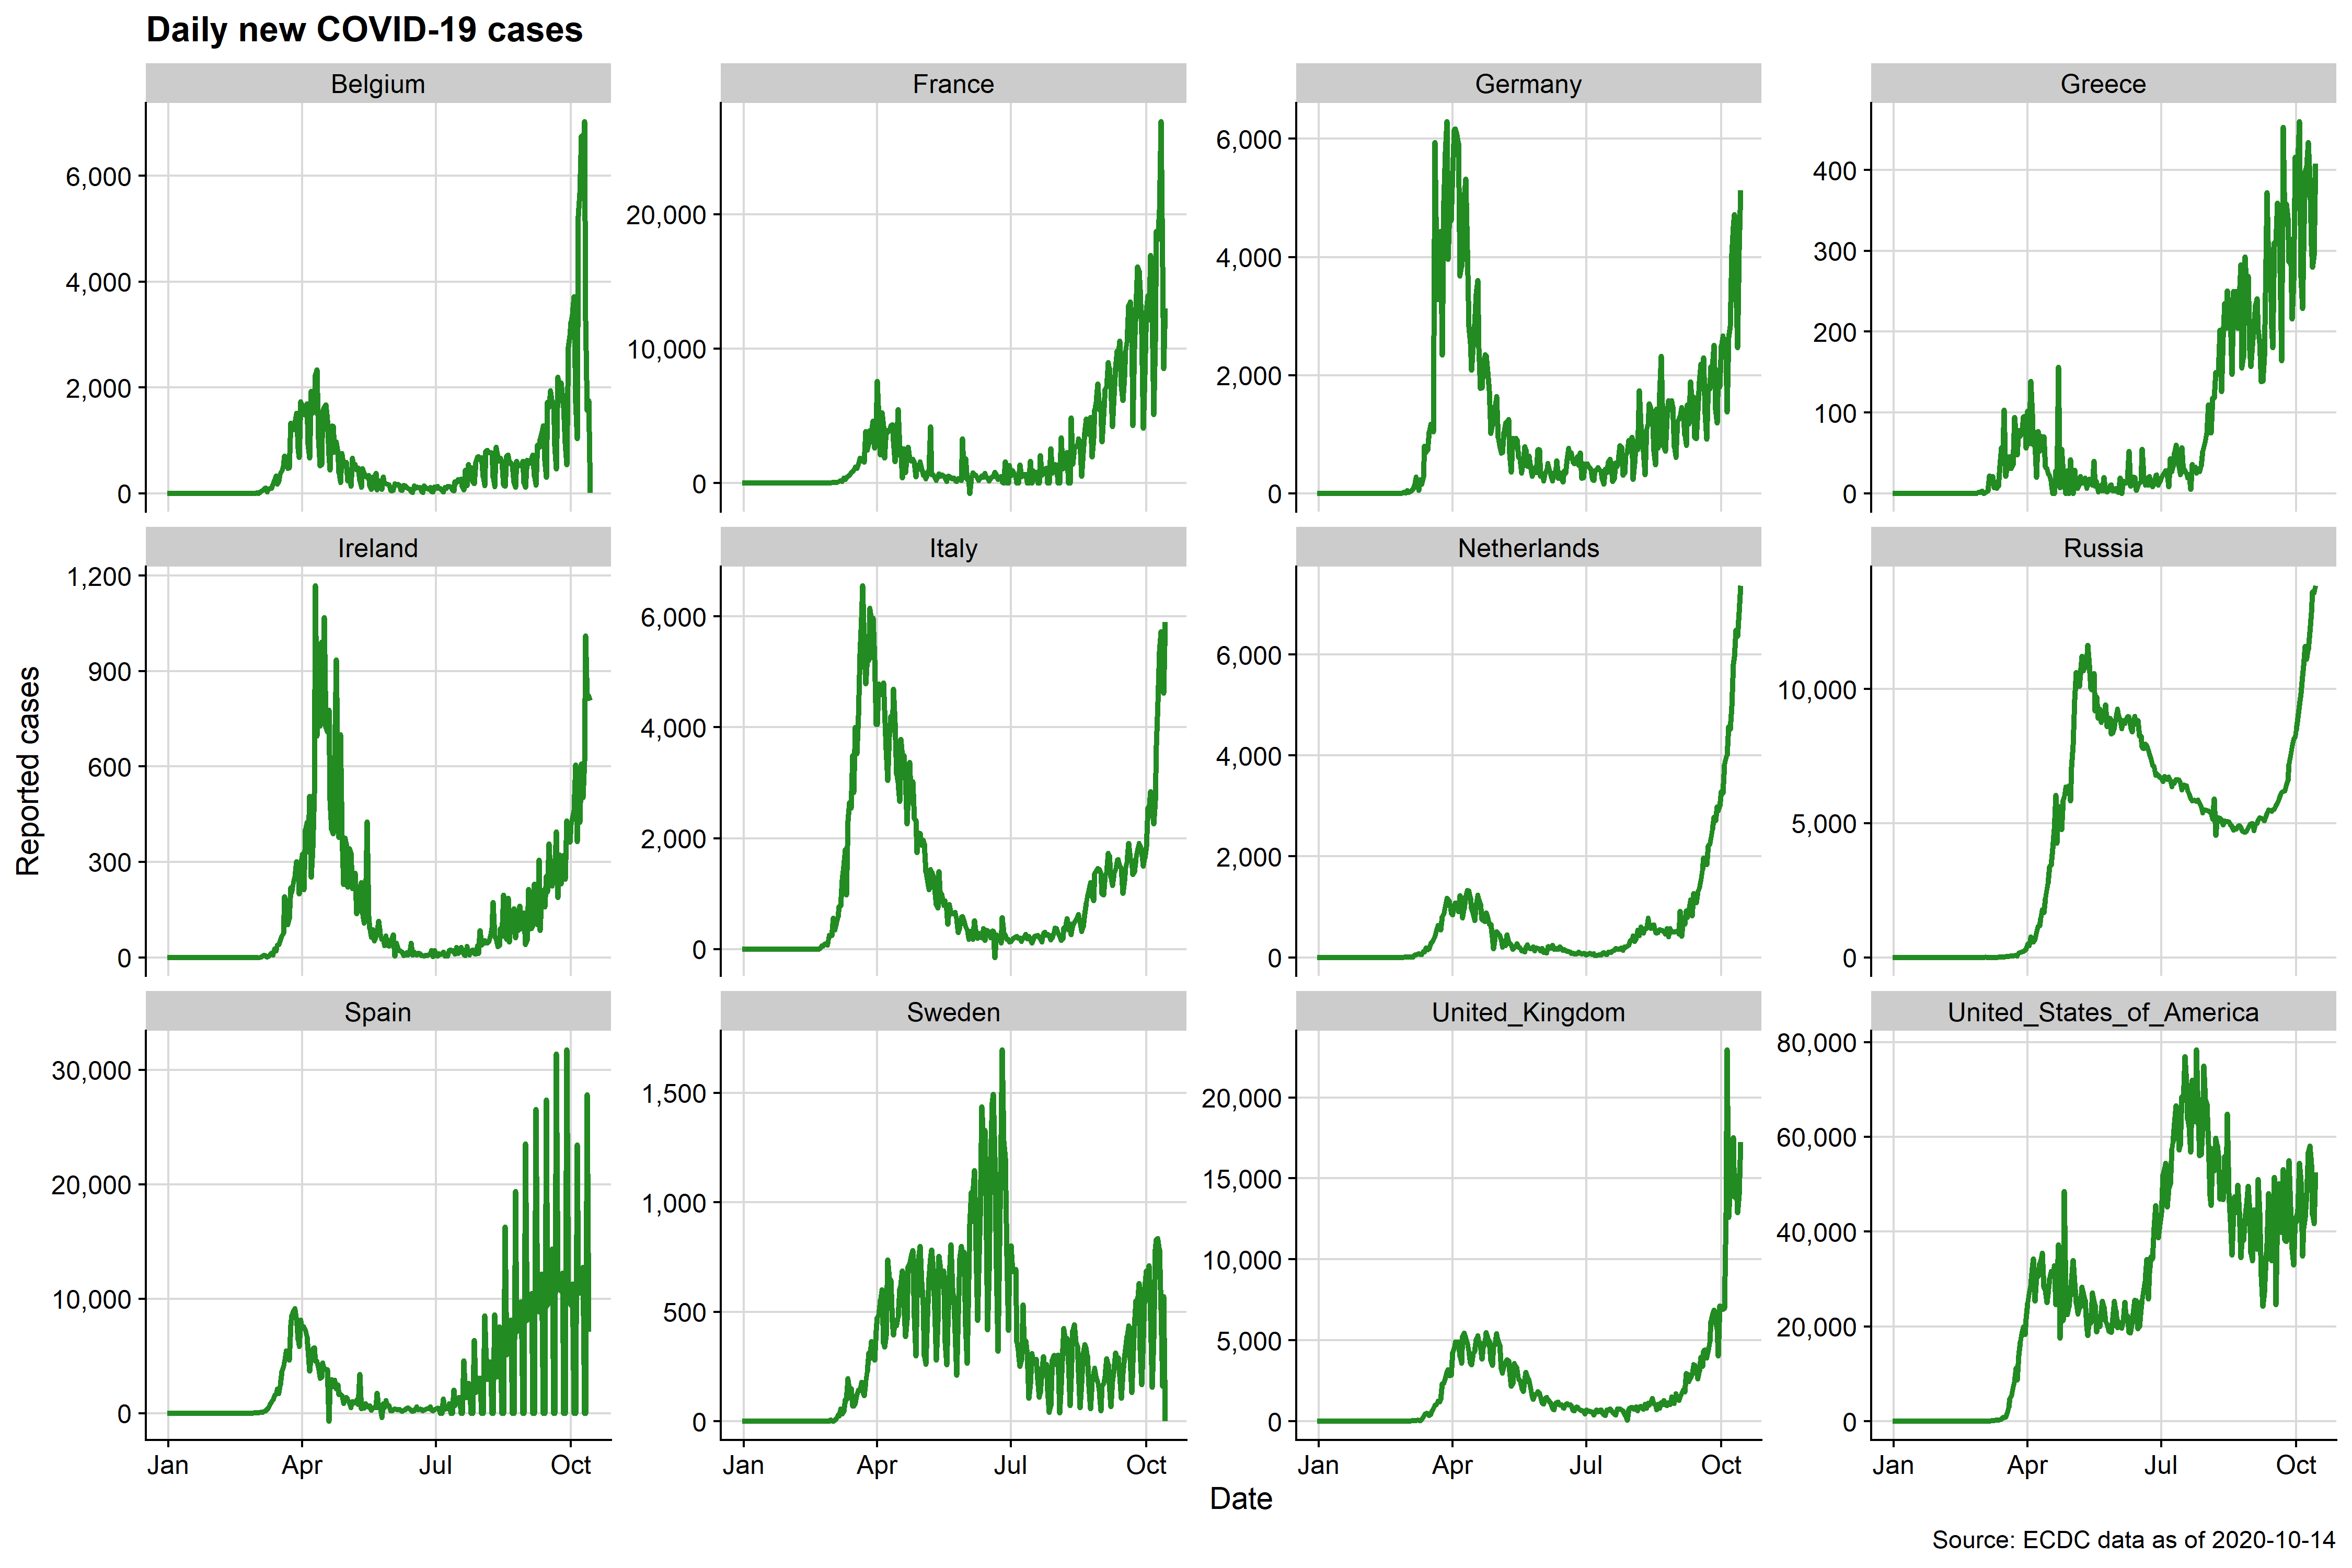 Daily new COVID-19 cases
Belgium
France
Germany
Greece
6,000
4,000
2,000
0
20,000
10,000
0
6,000
4,000
2,000
0
400
300
200
100
0
Ireland
Italy
Netherlands
Russia
1,200
900
600
300
0
6,000
4,000
2,000
0
6,000
4,000
2,000
0
10,000
5,000
0
Reported cases
Spain
Sweden
United_Kingdom
United_States_of_America
30,000
20,000
10,000
0
1,500
1,000
500
0
20,000
15,000
10,000
5,000
0
80,000
60,000
40,000
20,000
0
Jan Apr Jul Oct
Jan Apr Jul Oct
Jan Apr Jul Oct
Jan Apr Jul Oct
Date
Source: ECDC data as of 2020-10-14